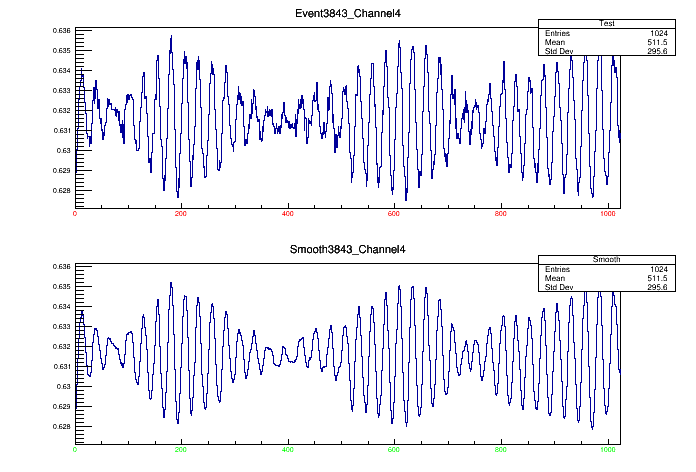 Event3843_Channel4
Test
Entries 1024
Mean 511.5
Std Dev 295.6
0.636
0.635
0.634
0.633
0.632
0.631
0.63
0.629
0.628
0 200 400 600 800 1000
Smooth3843_Channel4
Smooth
Entries 1024
Mean 511.5
Std Dev 295.6
0.636
0.635
0.634
0.633
0.632
0.631
0.63
0.629
0.628
0 200 400 600 800 1000